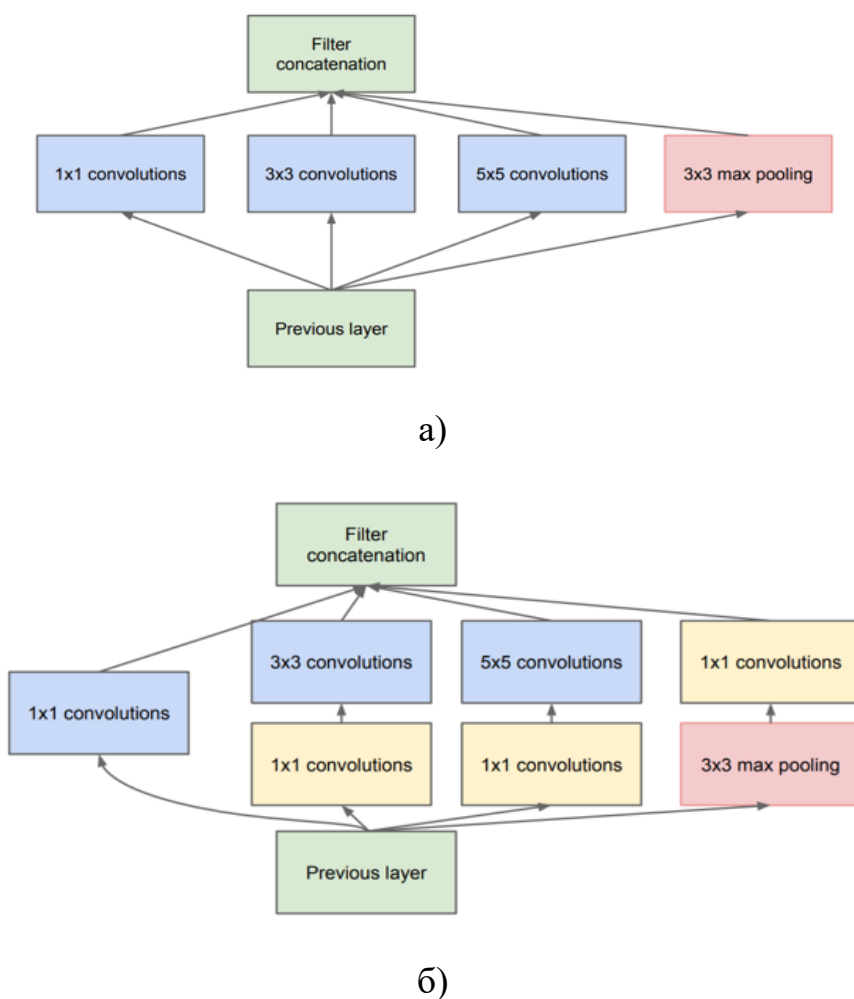 Filter
concatenation
1x1 convolutions
3x3 convolutions
5x5 convolutions
3x3 max pooling
Previous layer
а)
Filter
concatenation
3x3 convolutions
5x5 convolutions
1x1 convolutions
1x1 convolutions
1x1 convolutions
1x1 convolutions
3x3 max pooling
Previous layer
б)